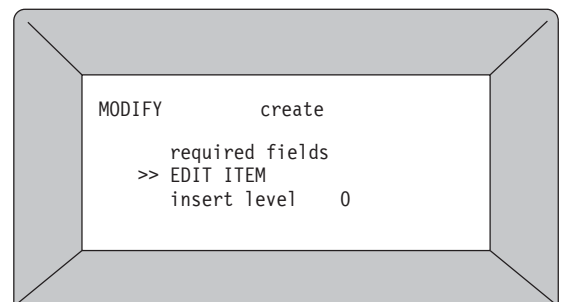 MODIFY create
required fields
>> EDIT ITEM
insert level 0